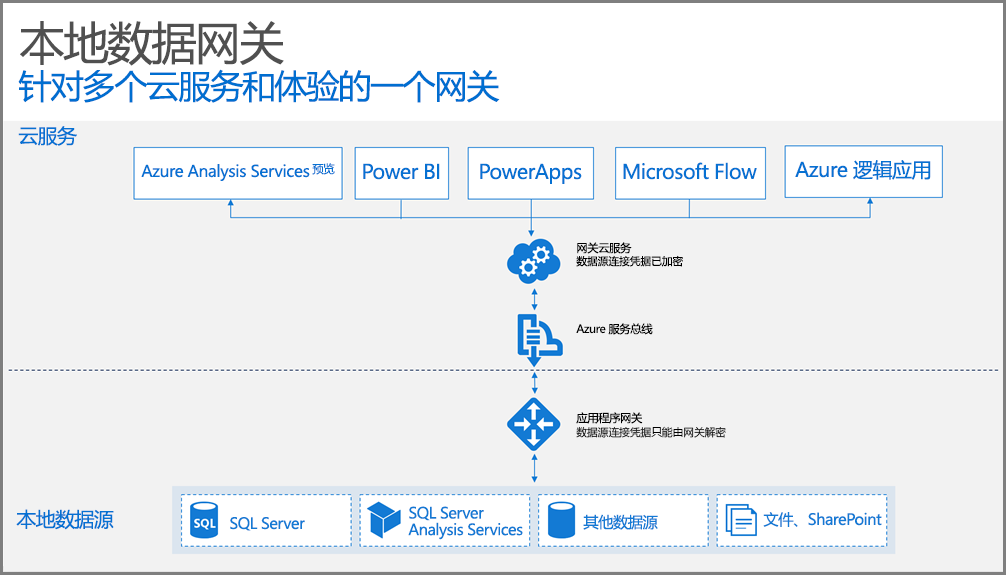 本地数据网关
针对多个云服务和体验的一个网关
云服务
Azure Analysis Services 预览
Power BI
PowerApps
Microsoft Flow
Azure 逻辑应用
网关云服务
数据源连接凭据已加密
Azure 服务总线
应用程序网关
数据源连接凭据只能由网关解密
本地数据源
SQL
SQL Server
SQL Server
Analysis Services
其他数据源
文件、SharePoint